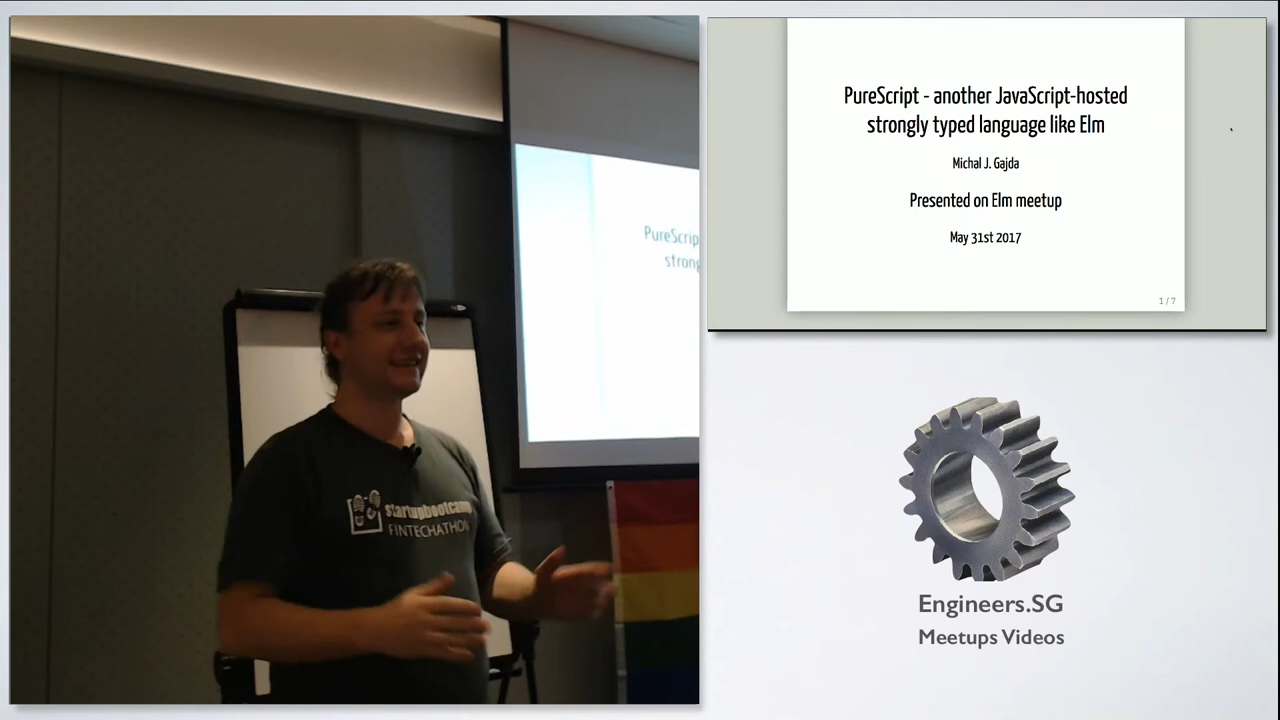 PureScript - another JavaScript-hosted
strongly typed language like Elm
Michal J. Gajda
Presented on Elm meetup
May 31st 2017
1 / 7
PureScrip
strong
startupbootcamp
FINTECHATHON
Engineers.SG
Meetups Videos